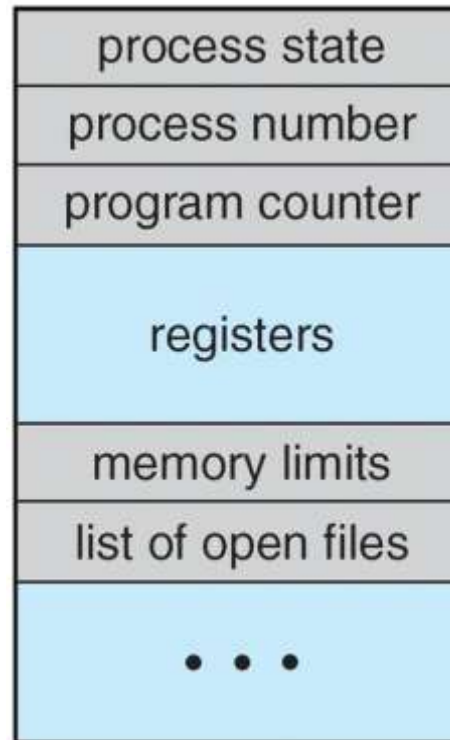 process state
process number
program counter
registers
memory limits
list of open files
• • •